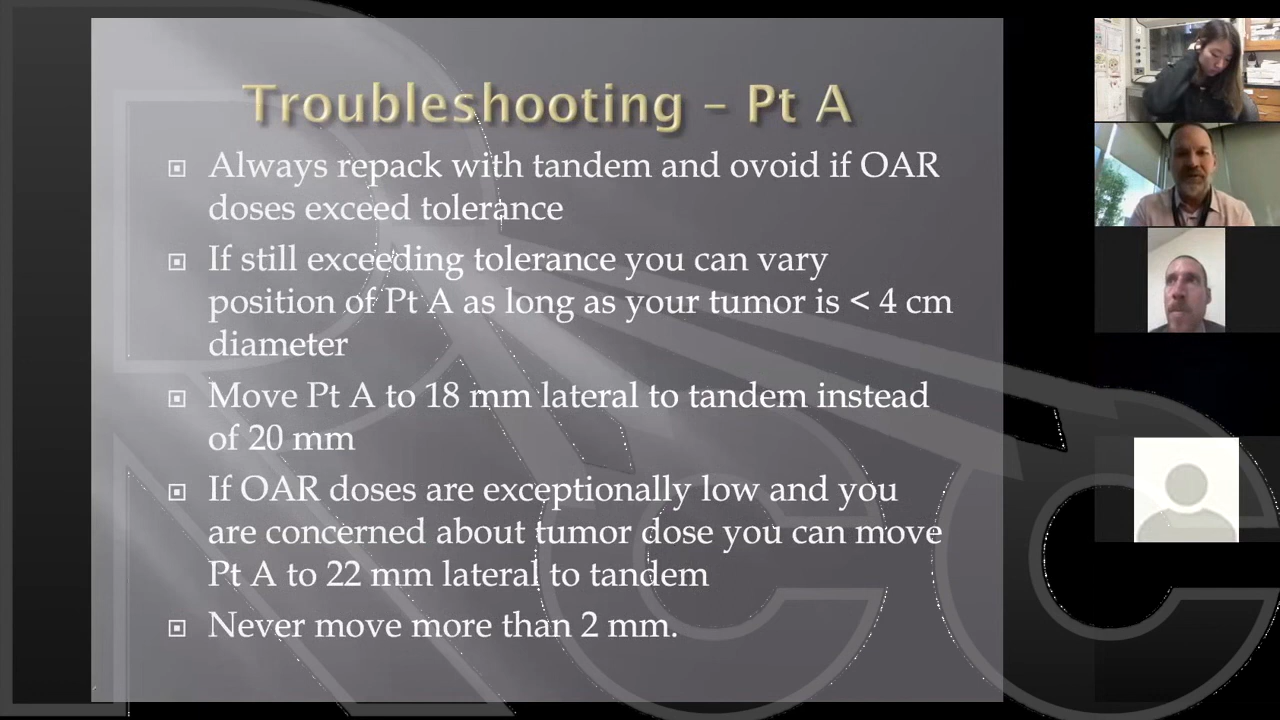 Troubleshooting – Pt A
Always repack with tandem and ovoid if OAR
doses exceed tolerance
If still exceeding tolerance you can vary
position of Pt A as long as your tumor is < 4 cm
diameter
Move Pt A to 18 mm lateral to tandem instead
of 20 mm
If OAR doses are exceptionally low and you
are concerned about tumor dose you can move
Pt A to 22 mm lateral to tandem
Never move more than 2 mm.